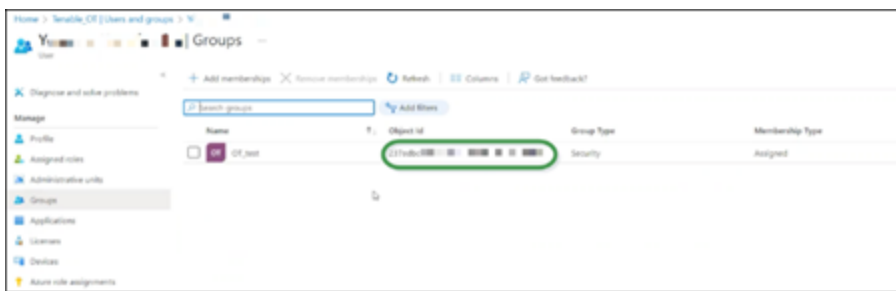 Home > Tenable_OT | Users and groups >
| Groups
User
+ Add memberships
Remove memberships
Refresh
Columns
Got feedback?
Diagnose and solve problems
Search groups
Add filters
Manage
Name
Object Id
Group Type
Membership Type
OT
OT_test
Security
Assigned
Profile
Assigned roles
Administrative units
Groups
Applications
Licenses
Devices
Azure role assignments